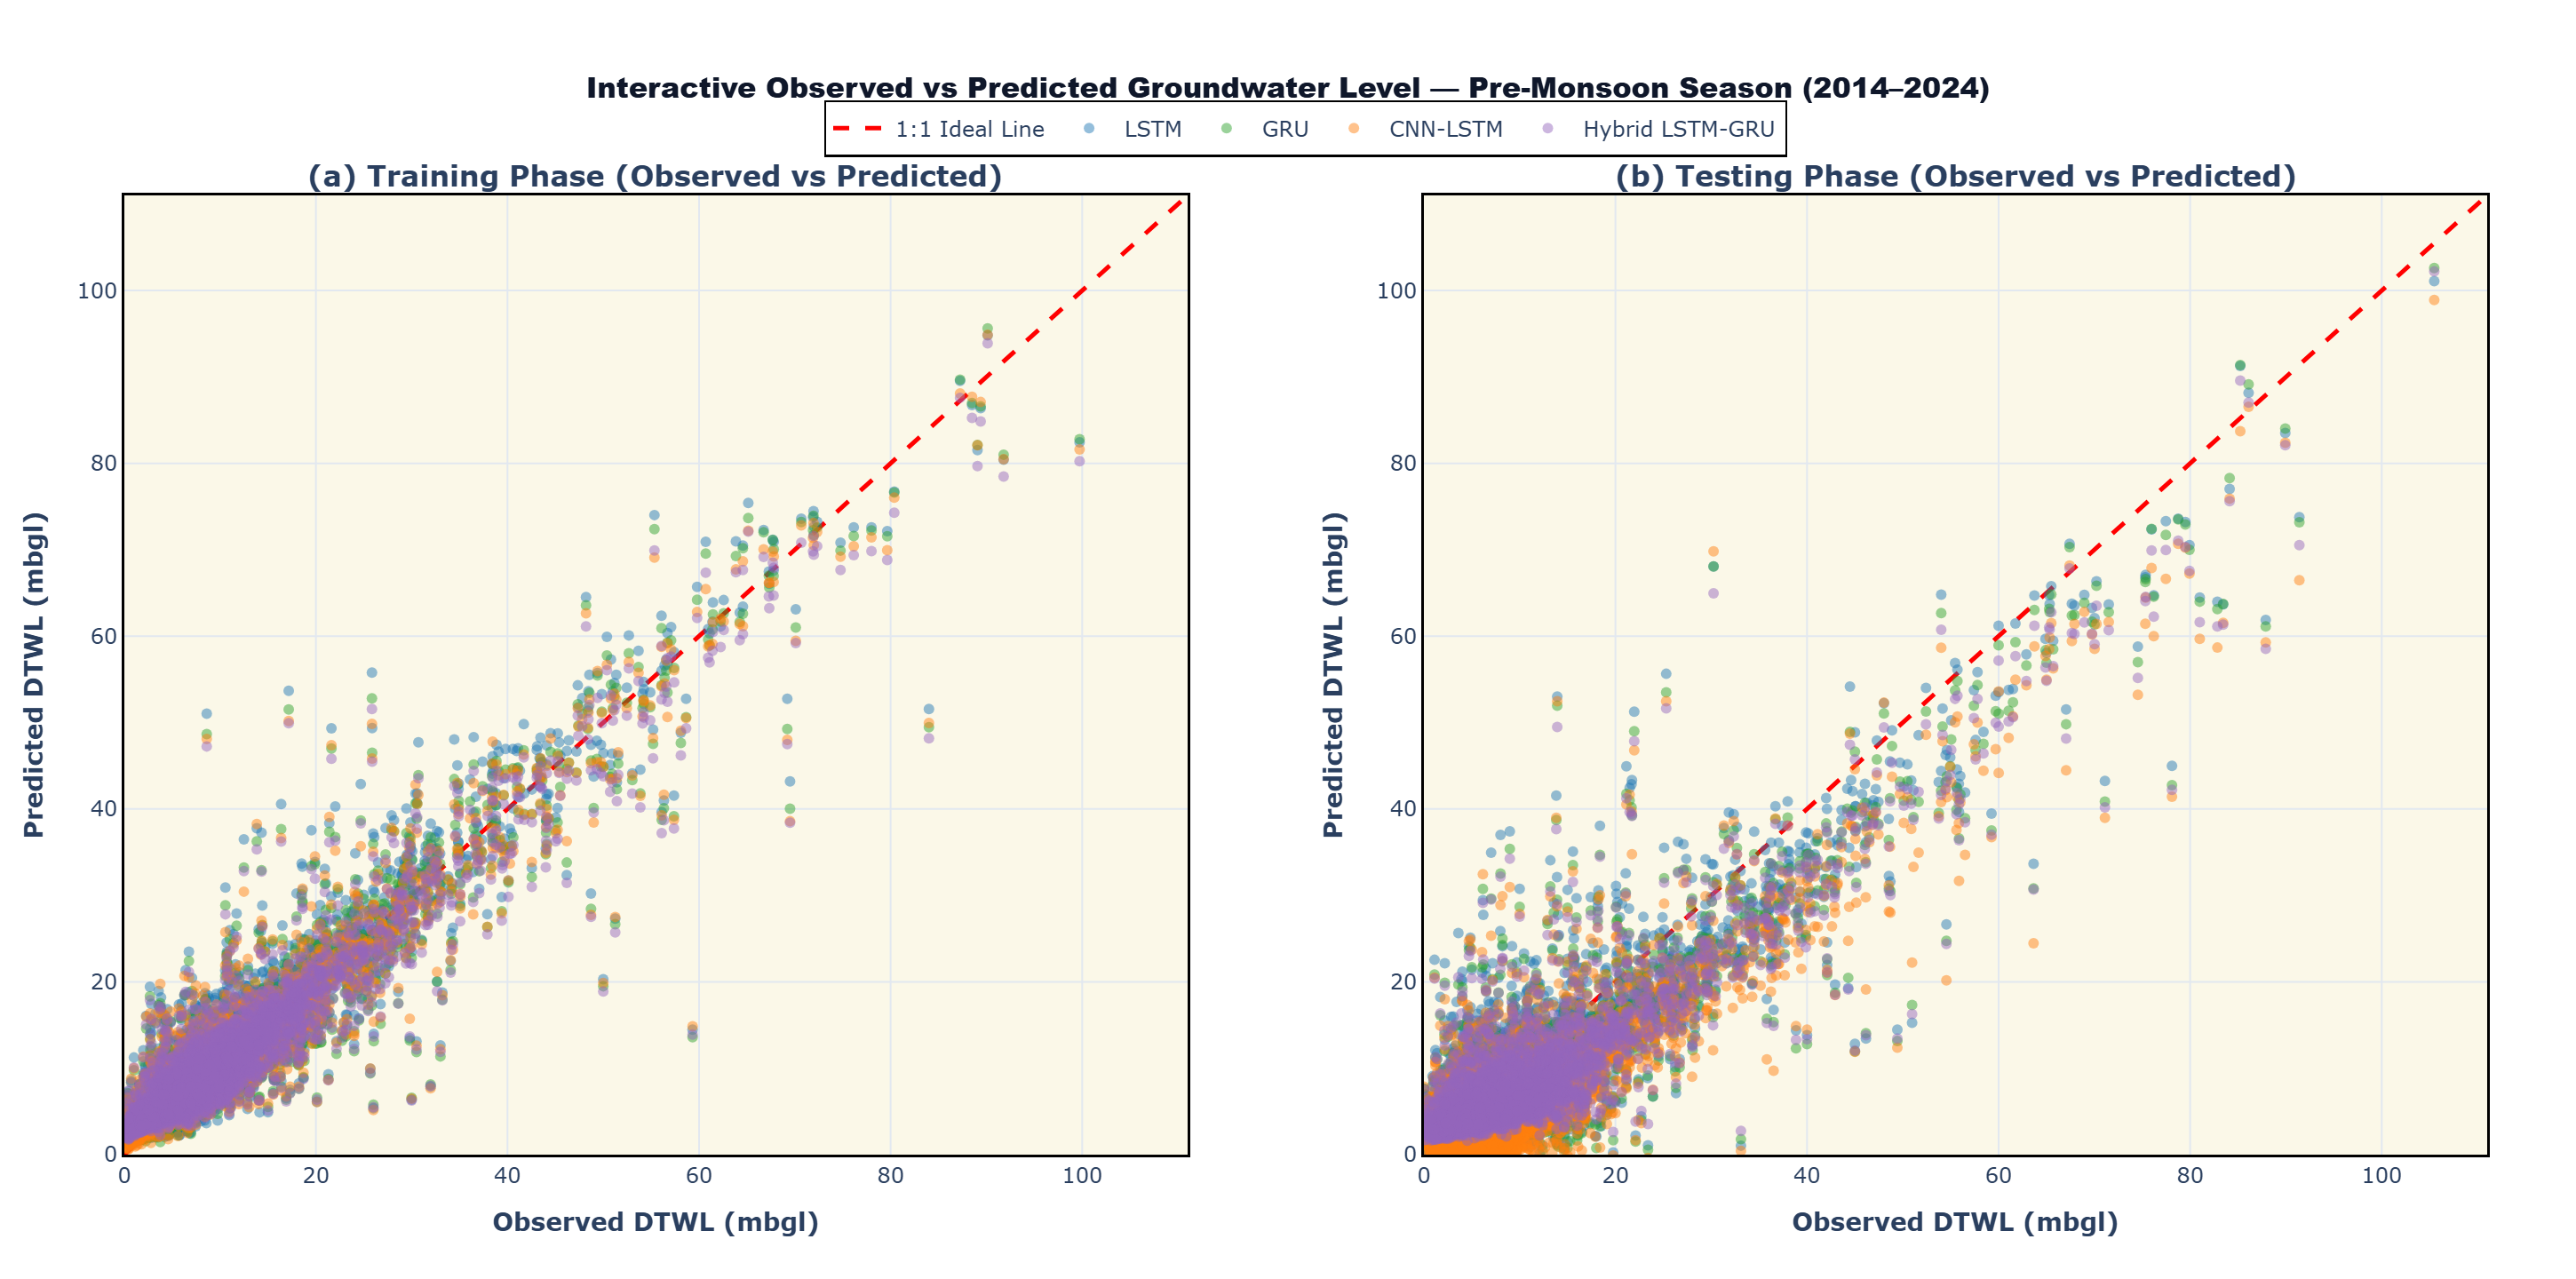 Interactive Observed vs Predicted Groundwater Level — Pre-Monsoon Season (2014–2024)
1:1 Ideal Line LSTM GRU CNN-LSTM Hybrid LSTM-GRU
(a) Training Phase (Observed vs Predicted)
Predicted DTWL (mbgl)
100
80
60
40
20
0
0 20 40 60 80 100
Observed DTWL (mbgl)
(b) Testing Phase (Observed vs Predicted)
Predicted DTWL (mbgl)
100
80
60
40
20
0
0 20 40 60 80 100
Observed DTWL (mbgl)